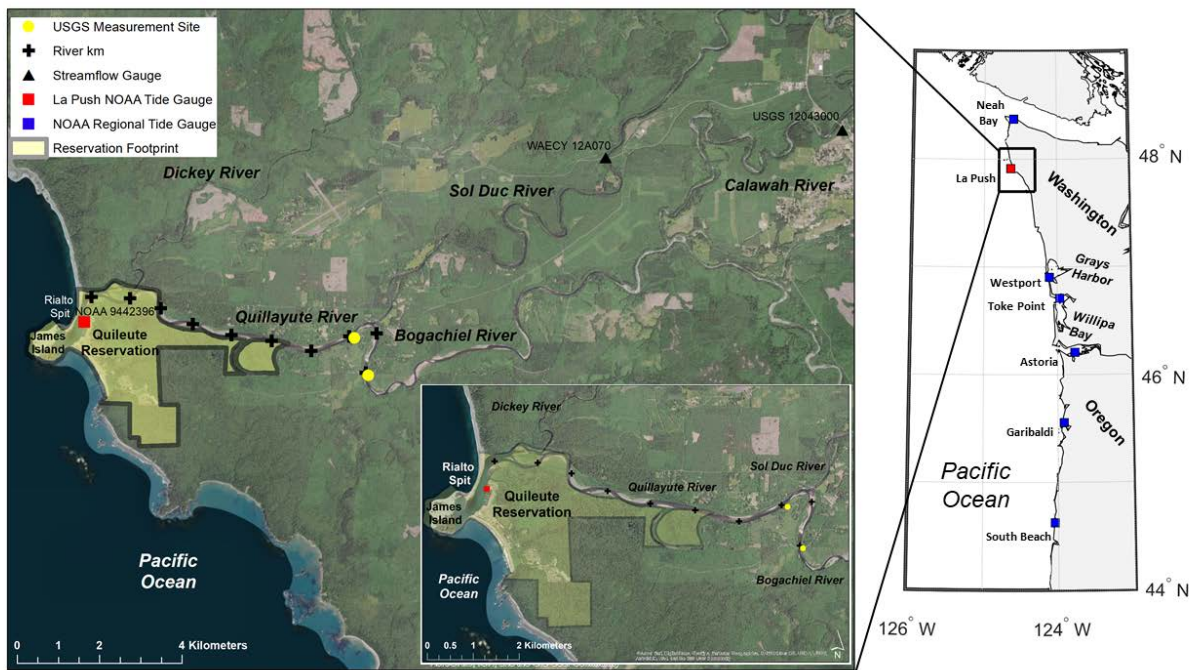 USGS Measurement Site
River km
Streamflow Gauge
La Push NOAA Tide Gauge
NOAA Regional Tide Gauge
Reservation Footprint
USGS 12043000
WAECY 12A070
Dickey River
Sol Duc River
Calawah River
Rialto
Spit
NOAA 9442396
James
Island
Quileute
Reservation
Quillayute River
Bogachiel River
Pacific
Ocean
0 1 2 4 Kilometers
Dickey River
Sol Duc River
Rialto
Spit
Quillayute River
Quileute
Reservation
James
Island
Bogachiel River
Pacific
Ocean
0 0.5 1 2 Kilometers
N
Neah
Bay
48° N
La Push
Washington
Grays
Harbor
Westport
Toke Point
Willipa
Bay
Astoria
46° N
Oregon
Garibaldi
Pacific
Ocean
South Beach
44° N
126° W
124° W